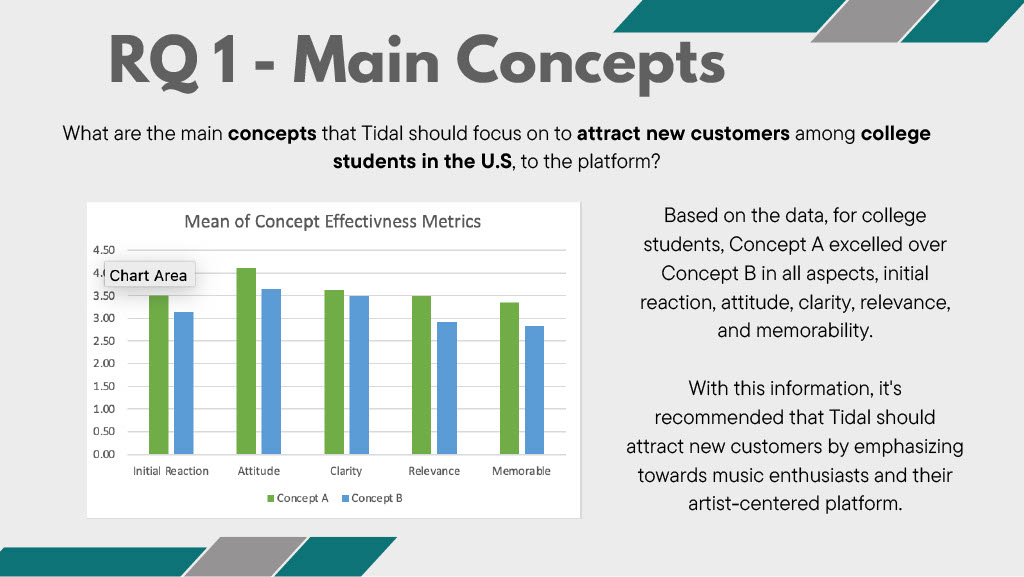 RQ 1 - Main Concepts
What are the main concepts that Tidal should focus on to attract new customers among college
students in the U.S, to the platform?
Mean of Concept Effectivness Metrics
4.50
Chart Area
3.50
3.00
2.50
2.00
1.50
1.00
0.50
0.00
Initial Reaction Attitude Clarity Relevance Memorable
Concept A Concept B
Based on the data, for college
students, Concept A excelled over
Concept B in all aspects, initial
reaction, attitude, clarity, relevance,
and memorability.
With this information, it's
recommended that Tidal should
attract new customers by emphasizing
towards music enthusiasts and their
artist-centered platform.